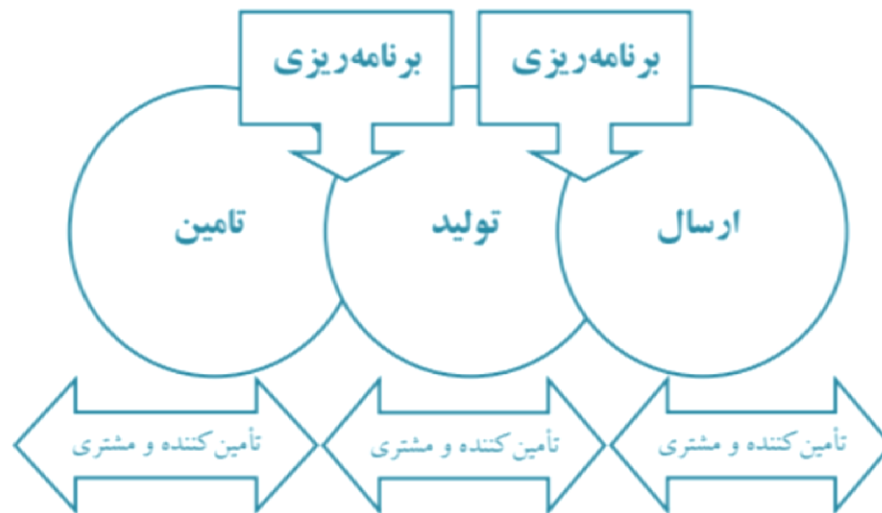 برنامه‌ریزی
برنامه‌ریزی
ارسال
تولید
تامین
تأمین‌کننده و مشتری
تأمین‌کننده و مشتری
تأمین‌کننده و مشتری